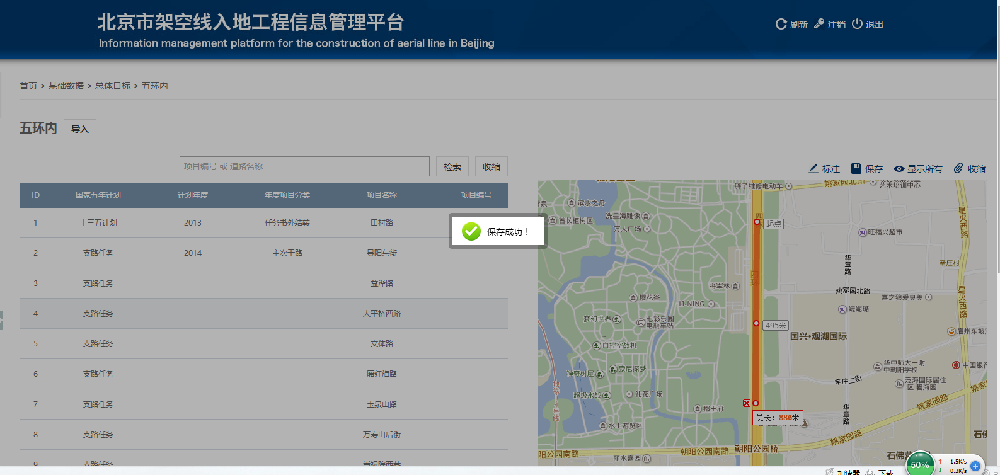 北京市架空线入地工程信息管理平台
Information management platform for the construction of aerial line in Beijing
刷新 注销 退出
首页 > 基础数据 > 总体目标 > 五环内
五环内 导入
项目编号 或 道路名称 检索 收缩
标注 保存 显示所有 收缩
ID 国家五年计划 计划年度 年度项目分类 项目名称 项目编号
1 十三五计划 2013 任务书外结转 田村路
2 支路任务 2014 主次干路 景阳东街
3 支路任务 益泽路
4 支路任务 太平桥西路
5 支路任务 文体路
6 支路任务 厢红旗路
7 支路任务 玉泉山路
8 支路任务 万寿山后街
9 支路任务 崇祝院西巷
保存成功！
胖子维修电动车
姚家园北路
艺术培训中心
滨水之舟
首长植树区
洗星海雕像
万人广场
四环
起点
旺福兴超市
星火西路
华章路
辛庄村
将军林
四环
姚家园北路
喜之狼爱臭美
星火西路
樱花谷
LI-NING
婕妮璐
梦幻世界
七彩乐园
电瓶车站
495米
国兴·观湖国际
眉州东坡
自控空战机
索尼探梦
神奇树屋
华中师大一附
中朝阳学校
中国银行
地铁14号线
超级水战
礼花广场
辛庄二街
泛海国际居住
区·碧海园
姚家
郡王府
华章路
姚家园路
总长：886米
水上游览区
姚家园路
石佛
阳公园南路
丽水嘉园
朝阳公园南路
朝阳公园桥
石佛营
50%
1.5K/s
0.3K/s
加速器 下载